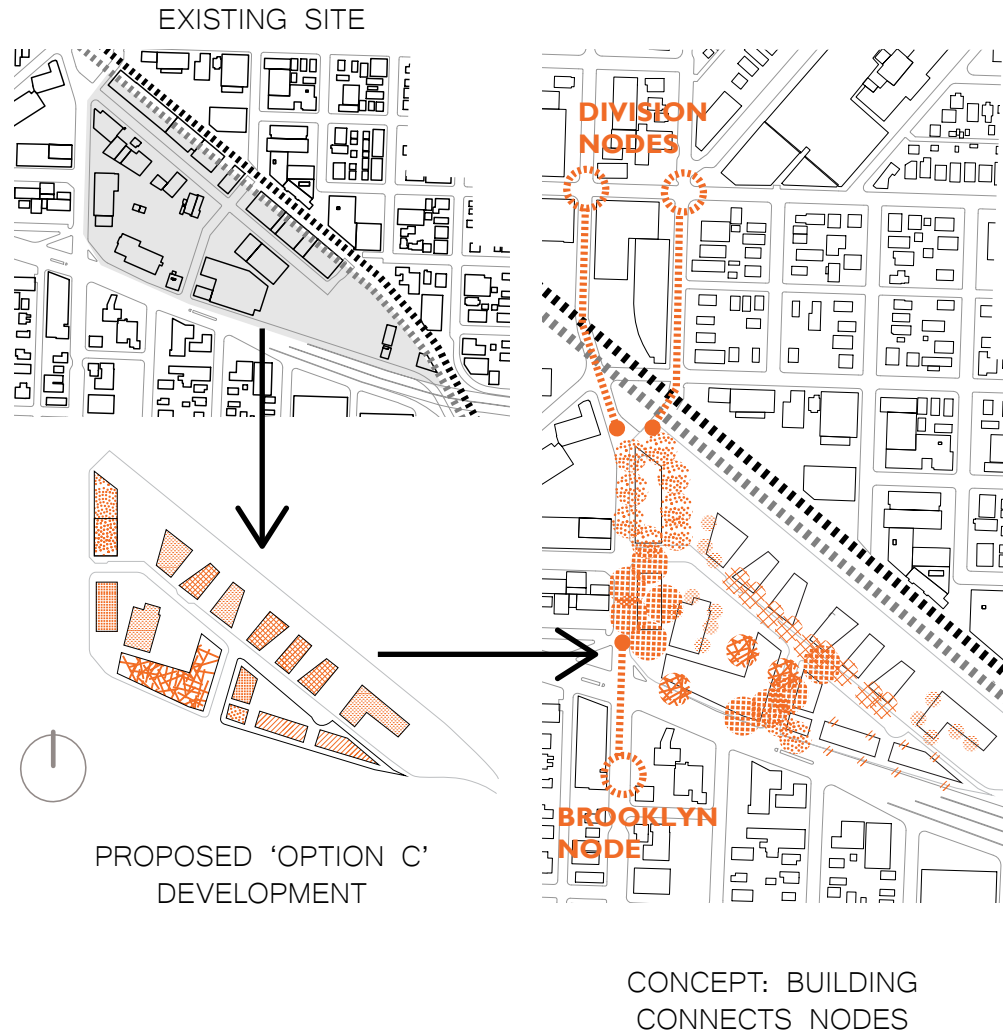 EXISTING SITE
DIVISION
NODES
BROOKLYN
NODE
PROPOSED ‘OPTION C’
DEVELOPMENT
CONCEPT: BUILDING
CONNECTS NODES